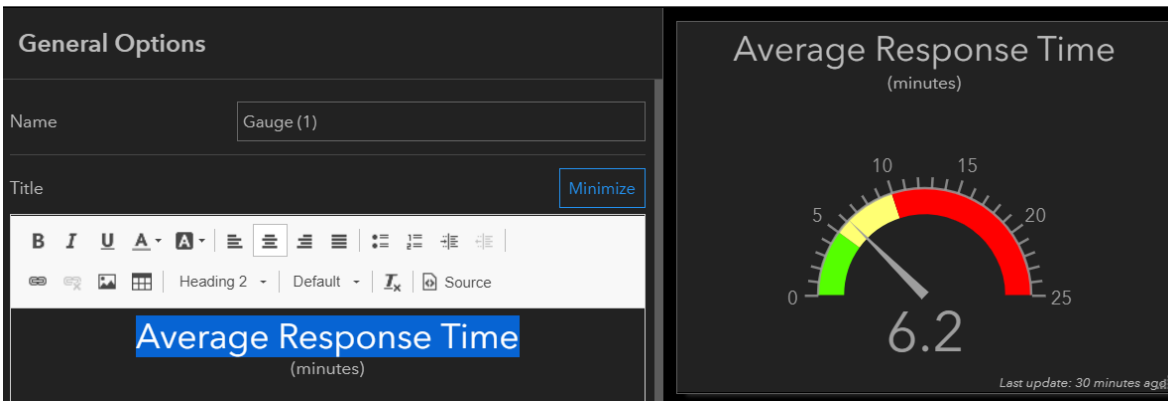 General Options
Name
Gauge (1)
Title
Minimize
B I U A A
Heading 2
Default
Ix
Source
Average Response Time
(minutes)
Average Response Time
(minutes)
0
5
10
15
20
25
6.2
Last update: 30 minutes ago